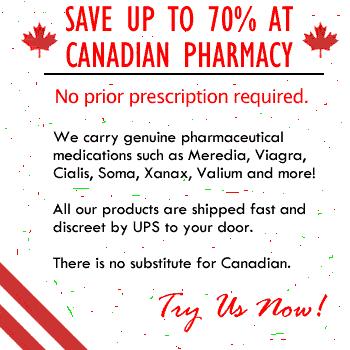 SAVE UP TO 70% AT
CANADIAN PHARMACY
No prior prescription required.
We carry genuine pharmaceutical
medications such as Meredia, Viagra,
Cialis, Soma, Xanax, Valium and more!
All our products are shipped fast and
discreet by UPS to your door.
There is no substitute for Canadian.
Try Us Now!